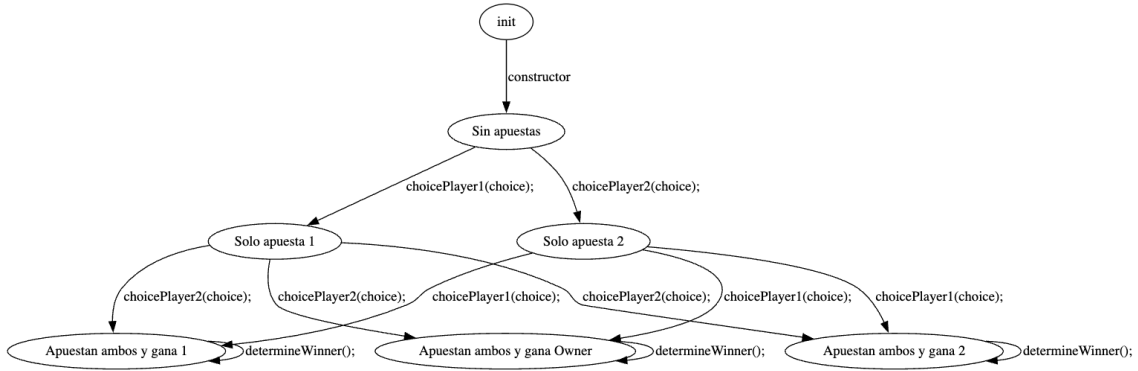 init
constructor
Sin apuestas
choicePlayer1(choice);
choicePlayer2(choice);
Solo apuesta 1
Solo apuesta 2
choicePlayer2(choice);
choicePlayer2(choice);
choicePlayer1(choice);
choicePlayer2(choice);
choicePlayer1(choice);
choicePlayer1(choice);
Apuestan ambos y gana 1
determineWinner();
Apuestan ambos y gana Owner
determineWinner();
Apuestan ambos y gana 2
determineWinner();